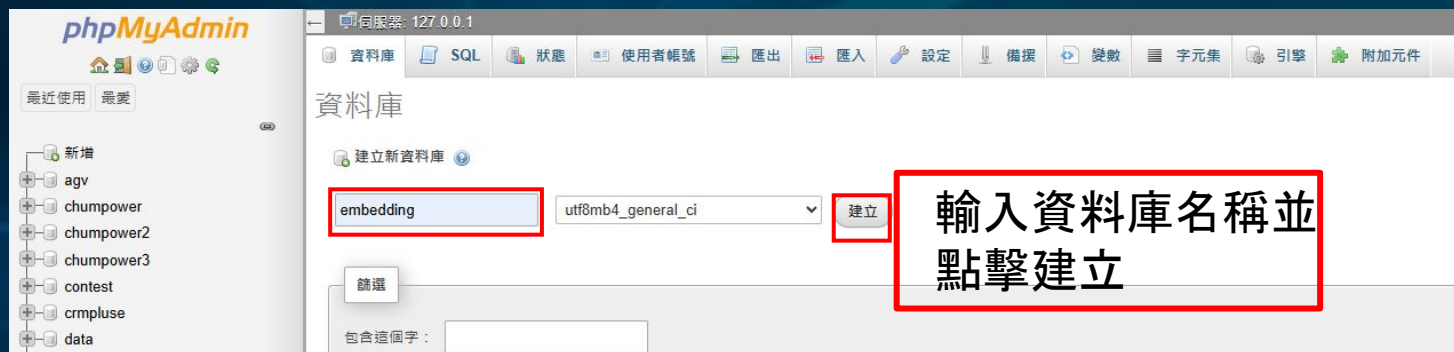 phpMyAdmin
最近使用 最愛
新增
agv
chumpower
chumpower2
chumpower3
contest
crmpluse
data
伺服器: 127.0.0.1
資料庫 SQL 狀態 使用者帳號 匯出 匯入 設定 備援 變數 字元集 引擎 附加元件
資料庫
建立新資料庫
embedding utf8mb4_general_ci 建立
輸入資料庫名稱並
點擊建立
篩選
包含這個字：